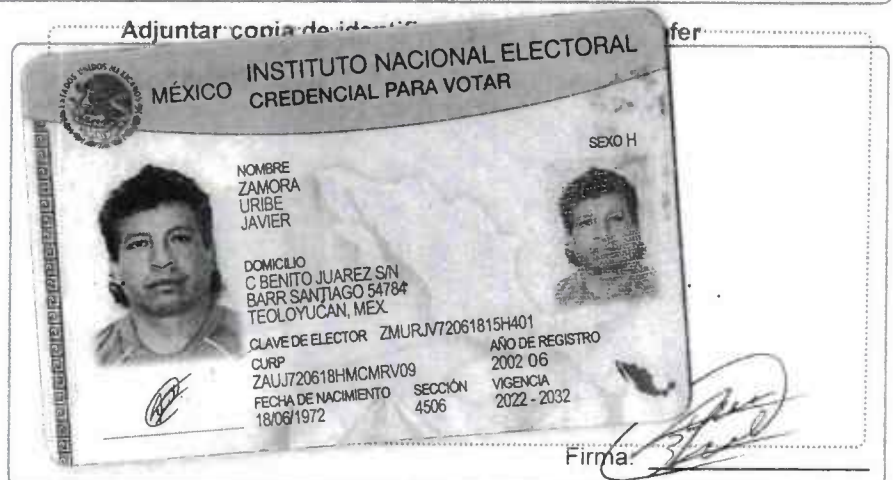 Adjuntar copia de
fer
MÉXICO
INSTITUTO NACIONAL ELECTORAL
CREDENCIAL PARA VOTAR
SEXO H
NOMBRE
ZAMORA
URIBE
JAVIER
DOMICILIO
C BENITO JUAREZ S/N
BARR SANTIAGO 54784
TEOLOYUCAN, MEX.
CLAVE DE ELECTOR ZMURJV72061815H401
CURP
ZAUJ720618HMCMRV09
AÑO DE REGISTRO
2002 06
FECHA DE NACIMIENTO
18/06/1972
SECCIÓN
4506
VIGENCIA
2022 - 2032
Firma: